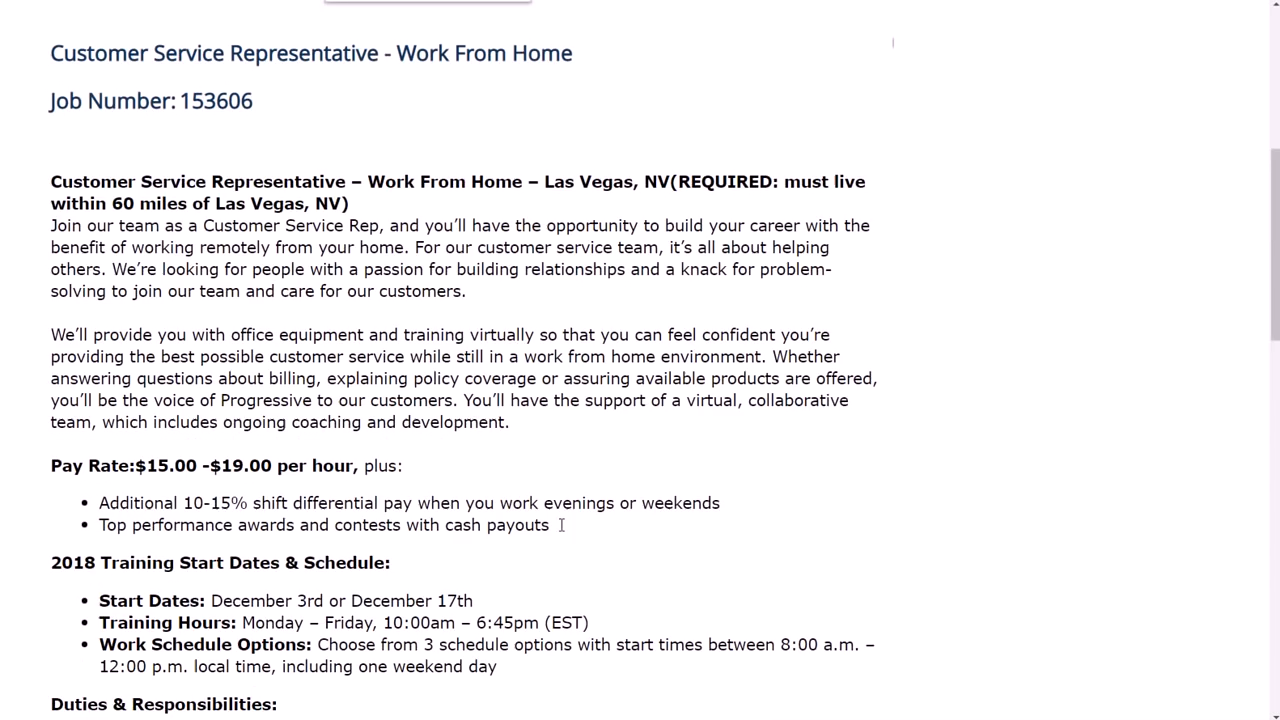 Customer Service Representative - Work From Home
Job Number: 153606
Customer Service Representative – Work From Home – Las Vegas, NV(REQUIRED: must live
within 60 miles of Las Vegas, NV)
Join our team as a Customer Service Rep, and you’ll have the opportunity to build your career with the
benefit of working remotely from your home. For our customer service team, it’s all about helping
others. We’re looking for people with a passion for building relationships and a knack for problem-
solving to join our team and care for our customers.
We’ll provide you with office equipment and training virtually so that you can feel confident you’re
providing the best possible customer service while still in a work from home environment. Whether
answering questions about billing, explaining policy coverage or assuring available products are offered,
you’ll be the voice of Progressive to our customers. You’ll have the support of a virtual, collaborative
team, which includes ongoing coaching and development.
Pay Rate:$15.00 -$19.00 per hour, plus:
• Additional 10-15% shift differential pay when you work evenings or weekends
• Top performance awards and contests with cash payouts
2018 Training Start Dates & Schedule:
• Start Dates: December 3rd or December 17th
• Training Hours: Monday – Friday, 10:00am – 6:45pm (EST)
• Work Schedule Options: Choose from 3 schedule options with start times between 8:00 a.m. –
12:00 p.m. local time, including one weekend day
Duties & Responsibilities: